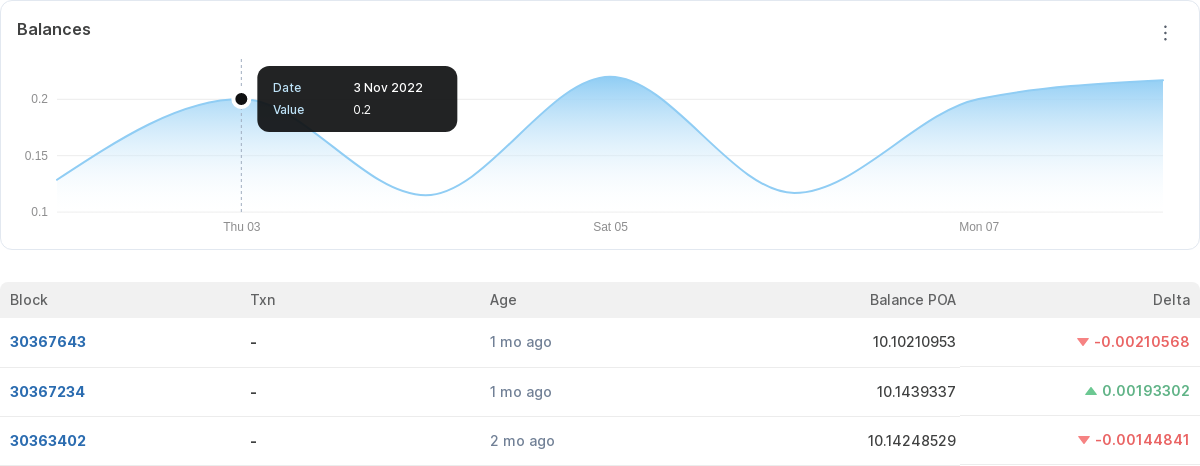 Balances
Date 3 Nov 2022
Value 0.2
0.2
0.15
0.1
Thu 03 Sat 05 Mon 07
Block Txn Age Balance POA Delta
30367643 - 1 mo ago 10.10210953 -0.00210568
30367234 - 1 mo ago 10.1439337 0.00193302
30363402 - 2 mo ago 10.14248529 -0.00144841